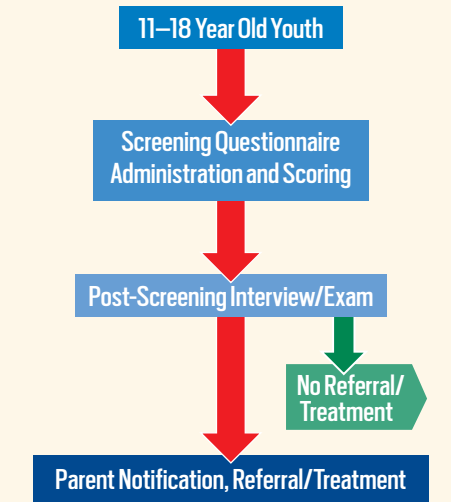 11–18 Year Old Youth
Screening Questionnaire
Administration and Scoring
Post-Screening Interview/Exam
No Referral/
Treatment
Parent Notification, Referral/Treatment